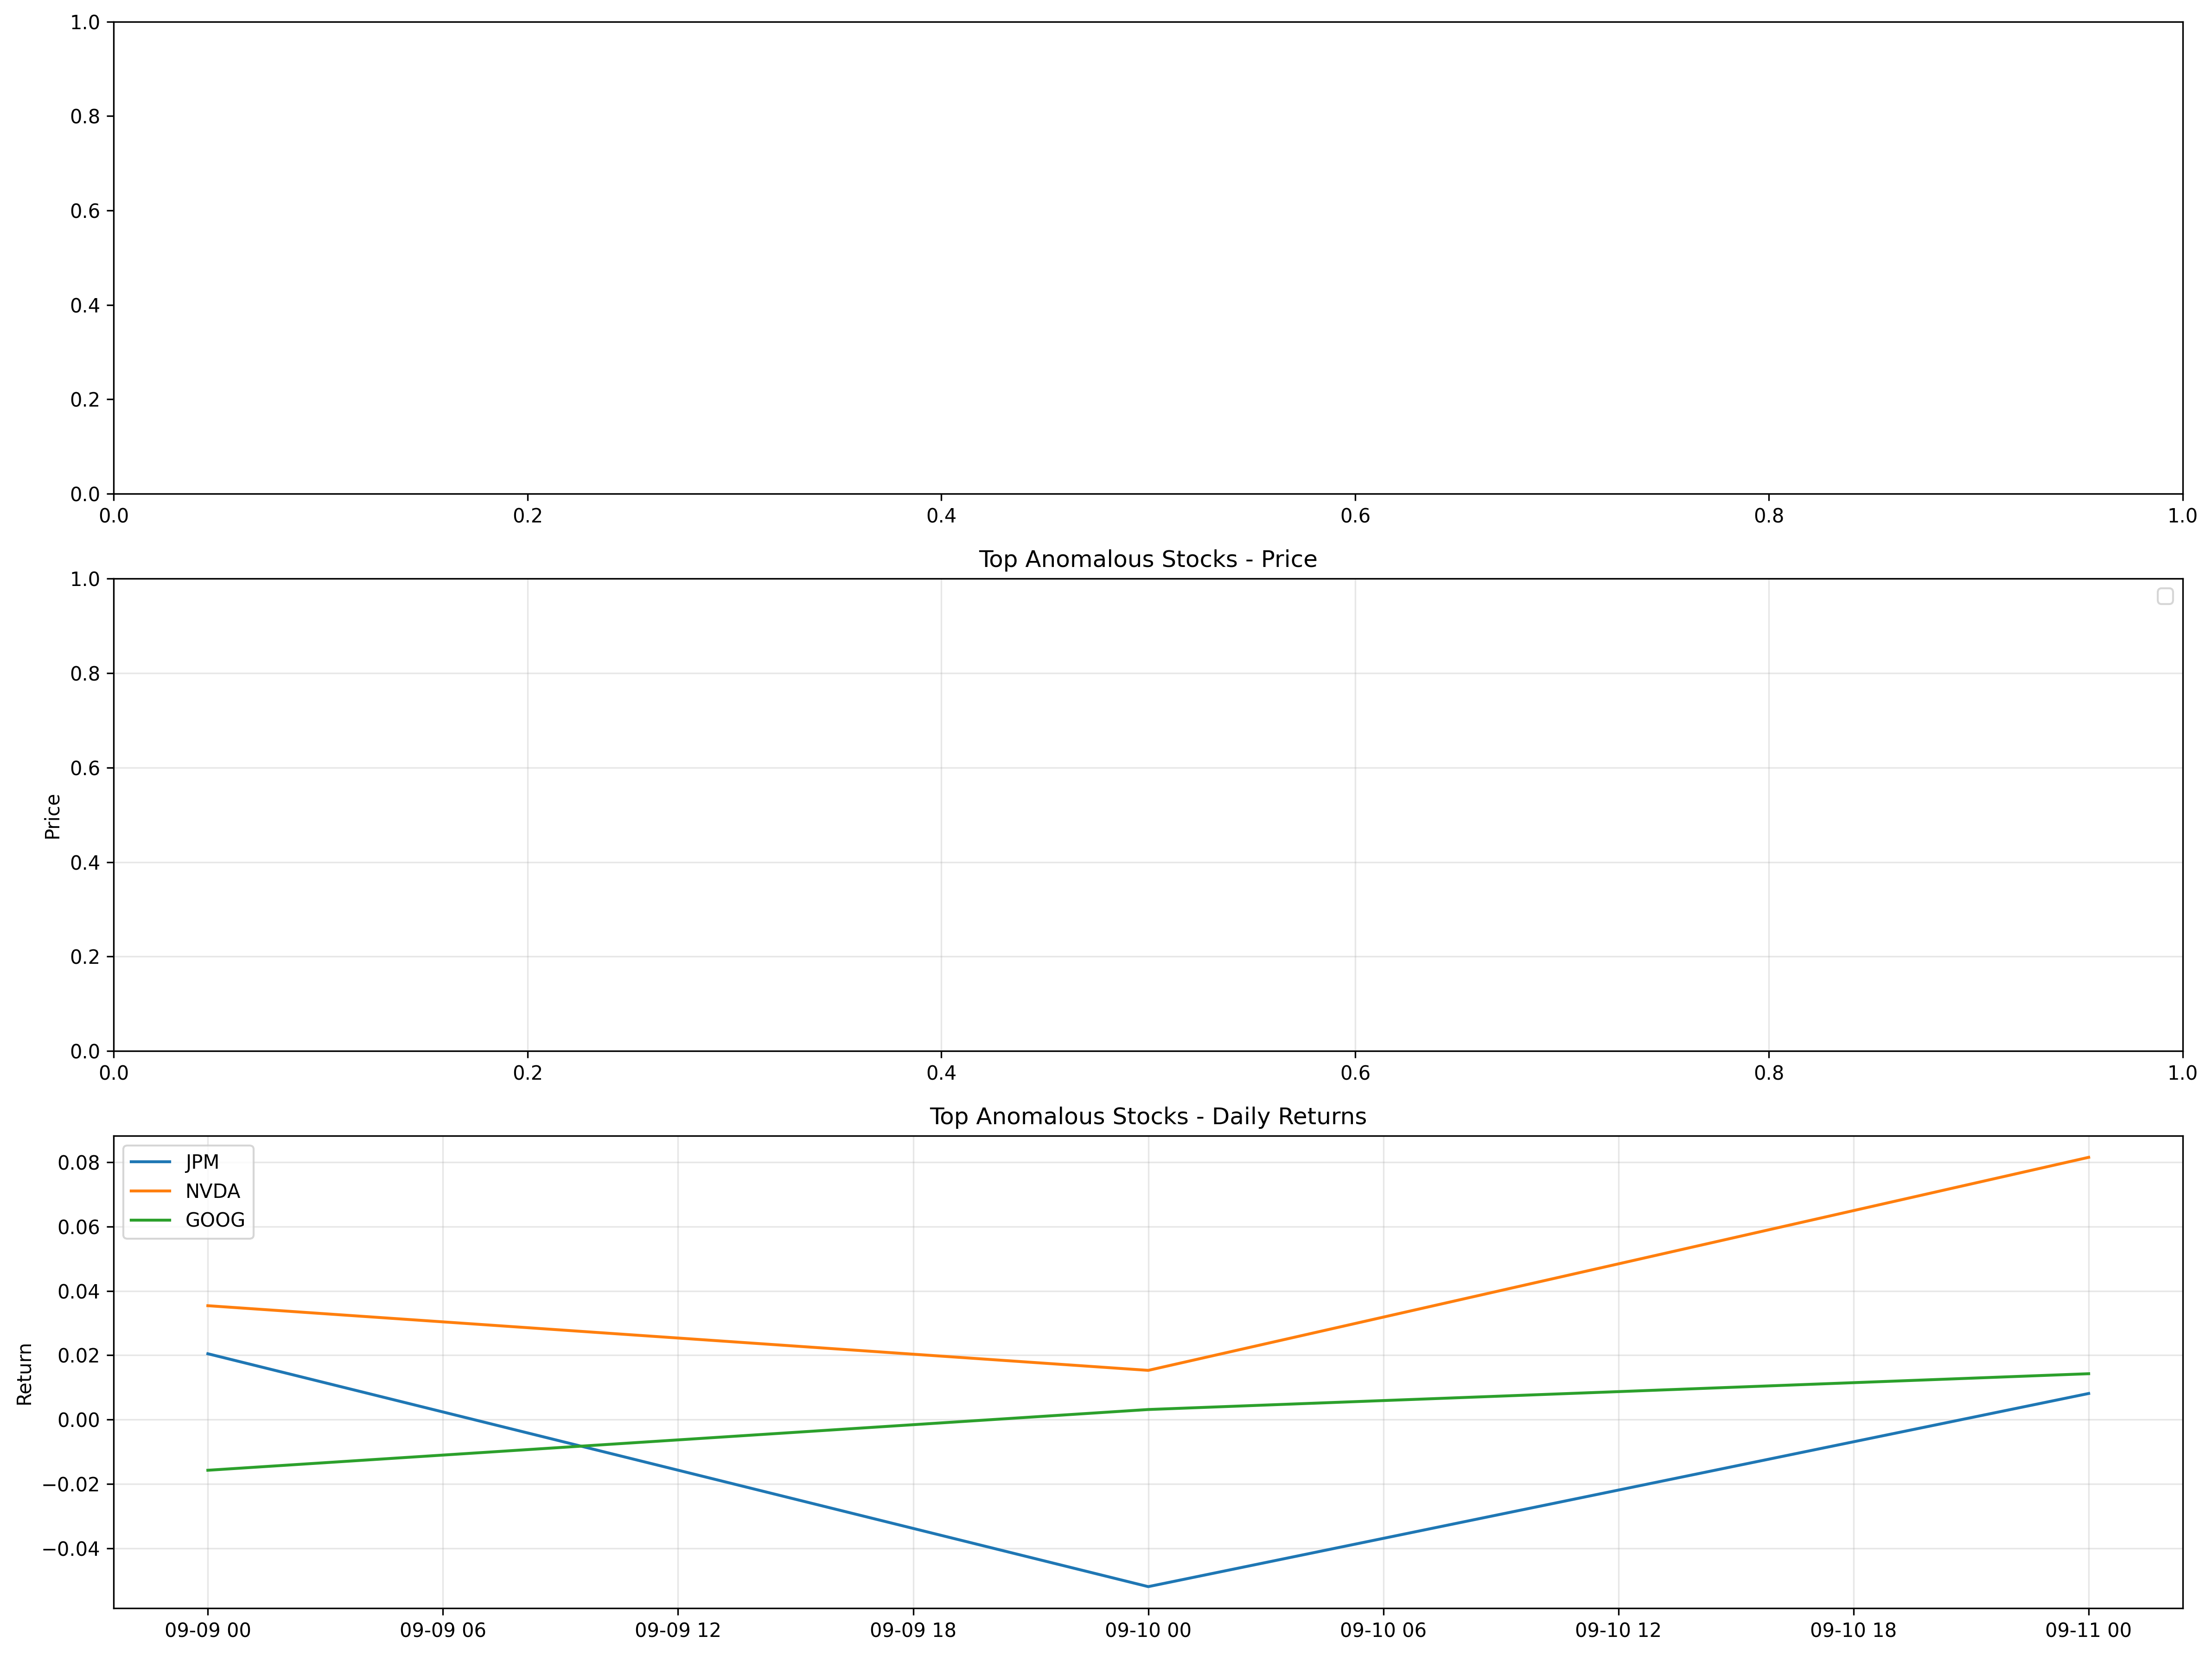 1.0
0.8
0.6
0.4
0.2
0.0
0.0 0.2 0.4 0.6 0.8 1.0
Top Anomalous Stocks - Price
1.0
0.8
0.6
0.4
0.2
0.0
Price
0.0 0.2 0.4 0.6 0.8 1.0
Top Anomalous Stocks - Daily Returns
JPM
NVDA
GOOG
0.08
0.06
0.04
0.02
0.00
−0.02
−0.04
Return
09-09 00 09-09 06 09-09 12 09-09 18 09-10 00 09-10 06 09-10 12 09-10 18 09-11 00